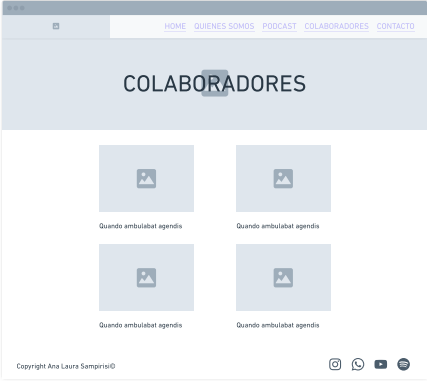 HOME QUIENES SOMOS PODCAST COLABORADORES CONTACTO
COLABORADORES
Quando ambulabat agendis
Quando ambulabat agendis
Quando ambulabat agendis
Quando ambulabat agendis
Copyright Ana Laura Sampirisi©